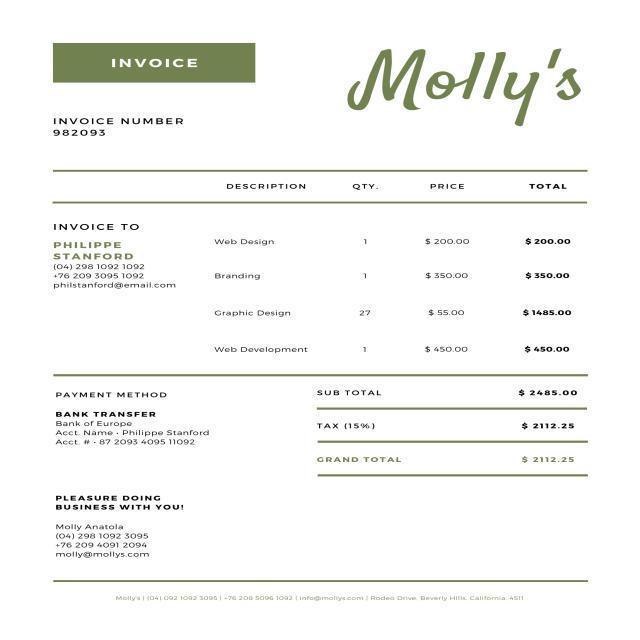 INVOICE
Molly's
INVOICE NUMBER
982093
DESCRIPTION QTY. PRICE TOTAL
INVOICE TO
PHILIPPE
STANFORD
(04) 298 1092 1092
+76 209 3095 1092
philstanford@email.com
Web Design 1 $ 200.00 $ 200.00
Branding 1 $ 350.00 $ 350.00
Graphic Design 27 $ 55.00 $ 1485.00
Web Development 1 $ 450.00 $ 450.00
PAYMENT METHOD
BANK TRANSFER
Bank of Europe
Acct. Name - Philippe Stanford
Acct. # - 87 2093 4095 11092
SUB TOTAL $ 2485.00
TAX (15%) $ 2112.25
GRAND TOTAL $ 2112.25
PLEASURE DOING
BUSINESS WITH YOU!
Molly Anatola
(04) 298 1092 3095
+76 209 4091 2094
molly@mollys.com
Molly's | (04) 092 1092 3095 | +76 209 5096 1092 | info@mollys.com | Rodeo Drive, Beverly Hills, California, 4511